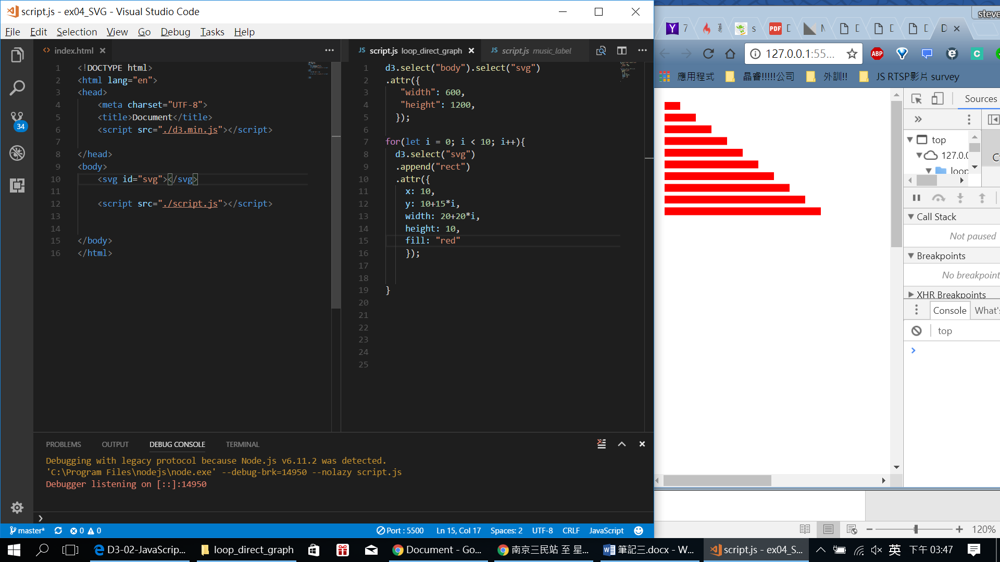 script.js - ex04_SVG - Visual Studio Code
File Edit Selection View Go Debug Tasks Help
index.html
1 <!DOCTYPE html>
2 <html lang="en">
3 <head>
4 <meta charset="UTF-8">
5 <title>Document</title>
6 <script src="./d3.min.js"></script>
7
8 </head>
9 <body>
10 <svg id="svg"></svg>
11
12 <script src="./script.js"></script>
13
14
15 </body>
16 </html>
JS script.js loop_direct_graph JS script.js music_label
1 d3.select("body").select("svg")
2 .attr({
3 "width": 600,
4 "height": 1200,
5 });
6
7 for(let i = 0; i < 10; i++){
8 d3.select("svg")
9 .append("rect")
10 .attr({
11 x: 10,
12 y: 10+15*i,
13 width: 20+20*i,
14 height: 10,
15 fill: "red"
16 });
17
18
19 }
20
21
22
23
24
25
34
PROBLEMS OUTPUT DEBUG CONSOLE TERMINAL
Debugging with legacy protocol because Node.js v6.11.2 was detected.
'C:\Program Files\nodejs\node.exe' --debug-brk=14950 --nolazy script.js
Debugger listening on [::]:14950
master* 0 0 Port : 5500 Ln 15, Col 17 Spaces: 2 UTF-8 CRLF JavaScript
steve
Y 7 s PDF D
127.0.0.1:55... ABP
應用程式 晶睿!!!!!公司 外訓!! JS RTSP影片 survey
Sources
top
127.0.0
loop
Call Stack
Not paused
Breakpoints
No breakpoint
XHR Breakpoints
Console What's
top
120%
D3-02-JavaScrip... loop_direct_graph Document - Go... 南京三民站 至 星... 筆記三.docx - W... script.js - ex04_S... 英 下午 03:47